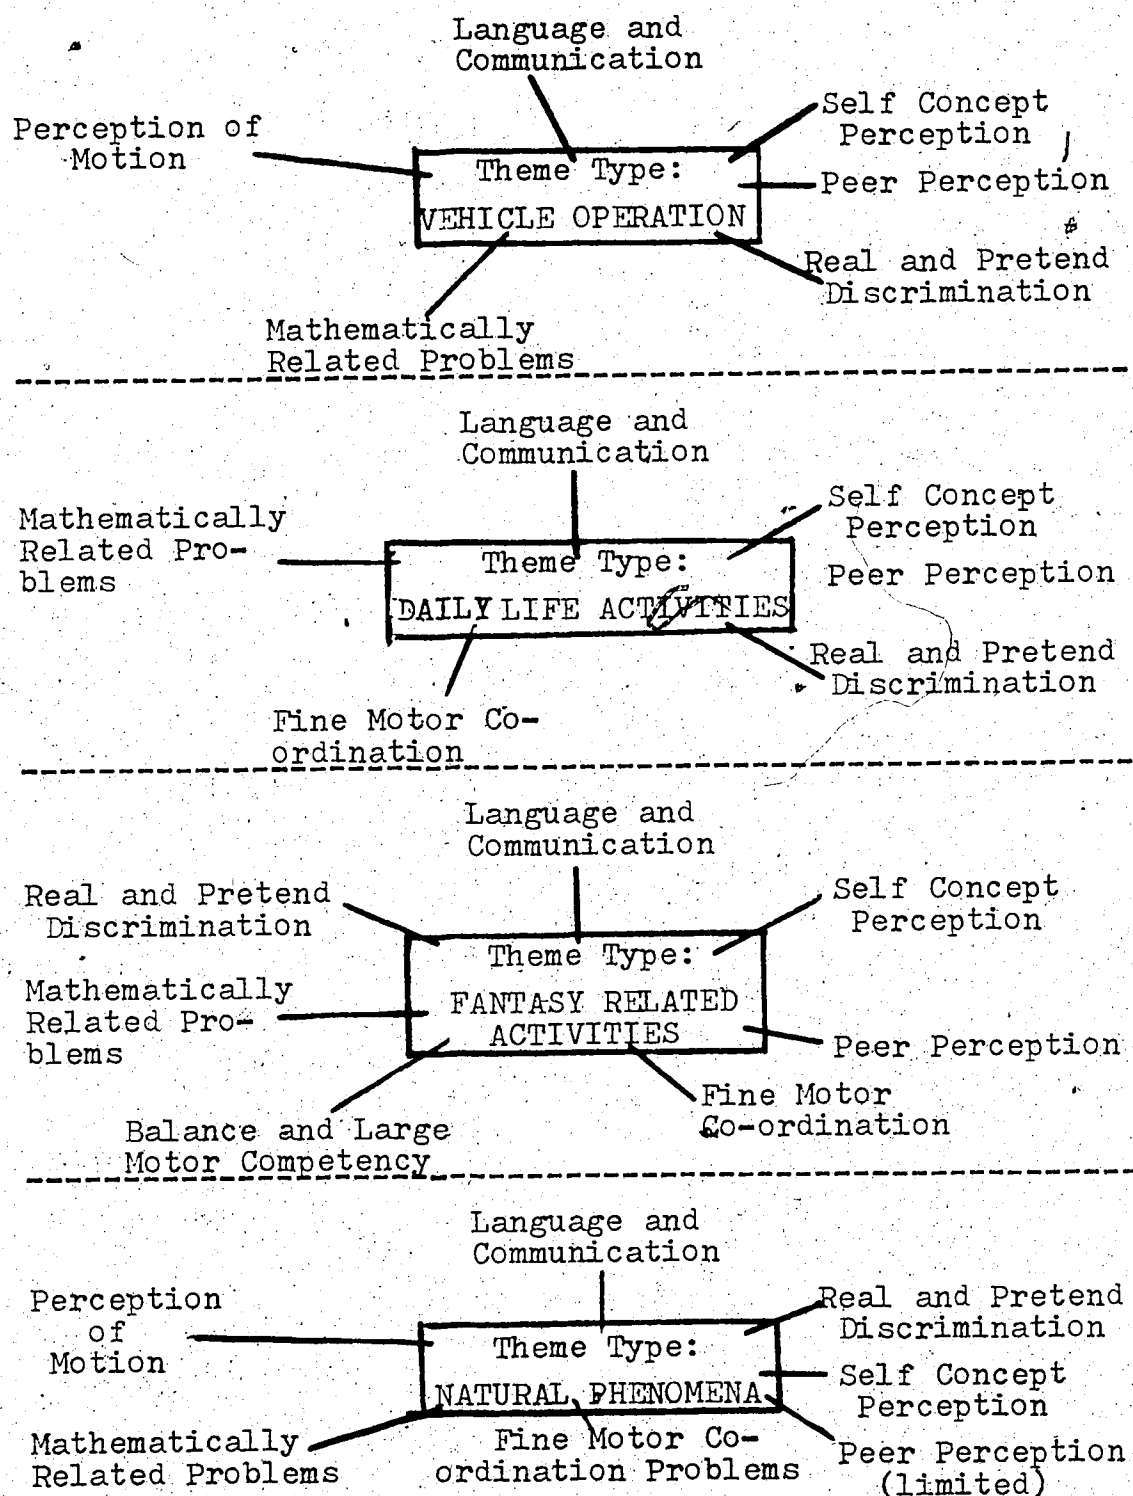 Language and
Communication
Perception of
Motion
Self Concept
Perception
Theme Type:
Peer Perception
VEHICLE OPERATION
Real and Pretend
Discrimination
Mathematically
Related Problems
Language and
Communication
Self Concept
Perception
Mathematically
Related Pro-
blems
Theme Type:
Peer Perception
DAILY LIFE ACTIVITIES
Real and Pretend
Discrimination
Fine Motor Co-
ordination
Language and
Communication
Real and Pretend
Discrimination
Self Concept
Perception
Theme Type:
Mathematically
Related Pro-
blems
FANTASY RELATED
ACTIVITIES
Peer Perception
Fine Motor
Co-ordination
Balance and Large
Motor Competency
Language and
Communication
Perception
of
Motion
Real and Pretend
Discrimination
Theme Type:
Self Concept
Perception
NATURAL PHENOMENA
Mathematically
Related Problems
Fine Motor Co-
ordination Problems
Peer Perception
(limited)